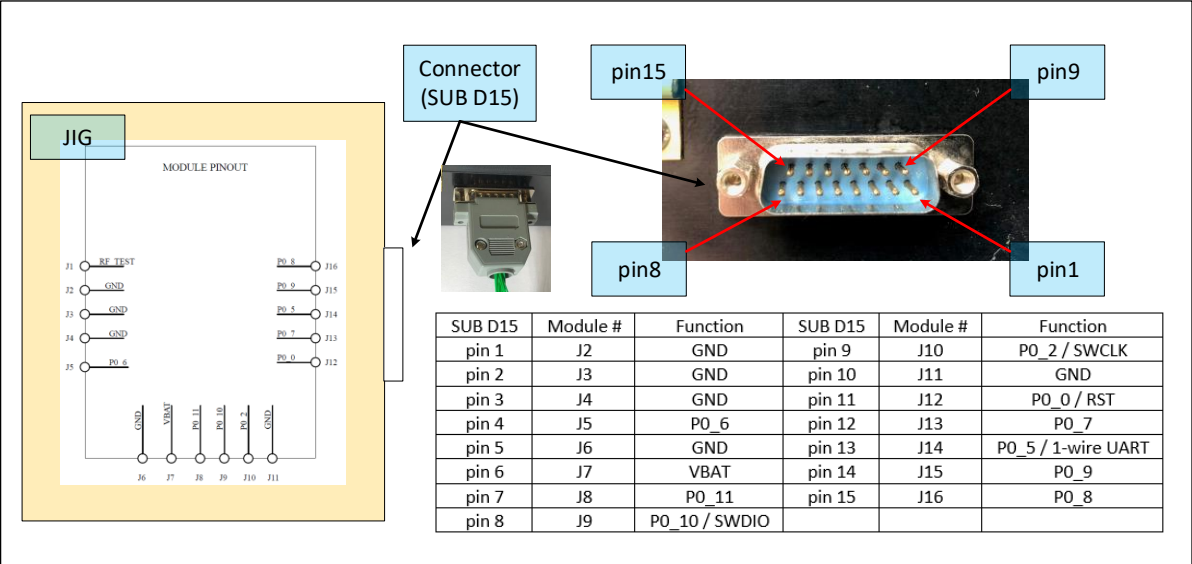 Connector
(SUB D15)
pin15
pin9
JIG
MODULE PINOUT
pin8
pin1
J1 RF_TEST
J2 GND
J3 GND
J4 GND
J5 P0_6
P0_8 J16
P0_9 J15
P0_5 J14
P0_7 J13
P0_0 J12
GND VBAT P0_11 P0_10 P0_2 GND
J6 J7 J8 J9 J10 J11
SUB D15 Module # Function SUB D15 Module # Function
pin 1 J2 GND pin 9 J10 P0_2 / SWCLK
pin 2 J3 GND pin 10 J11 GND
pin 3 J4 GND pin 11 J12 P0_0 / RST
pin 4 J5 P0_6 pin 12 J13 P0_7
pin 5 J6 GND pin 13 J14 P0_5 / 1-wire UART
pin 6 J7 VBAT pin 14 J15 P0_9
pin 7 J8 P0_11 pin 15 J16 P0_8
pin 8 J9 P0_10 / SWDIO